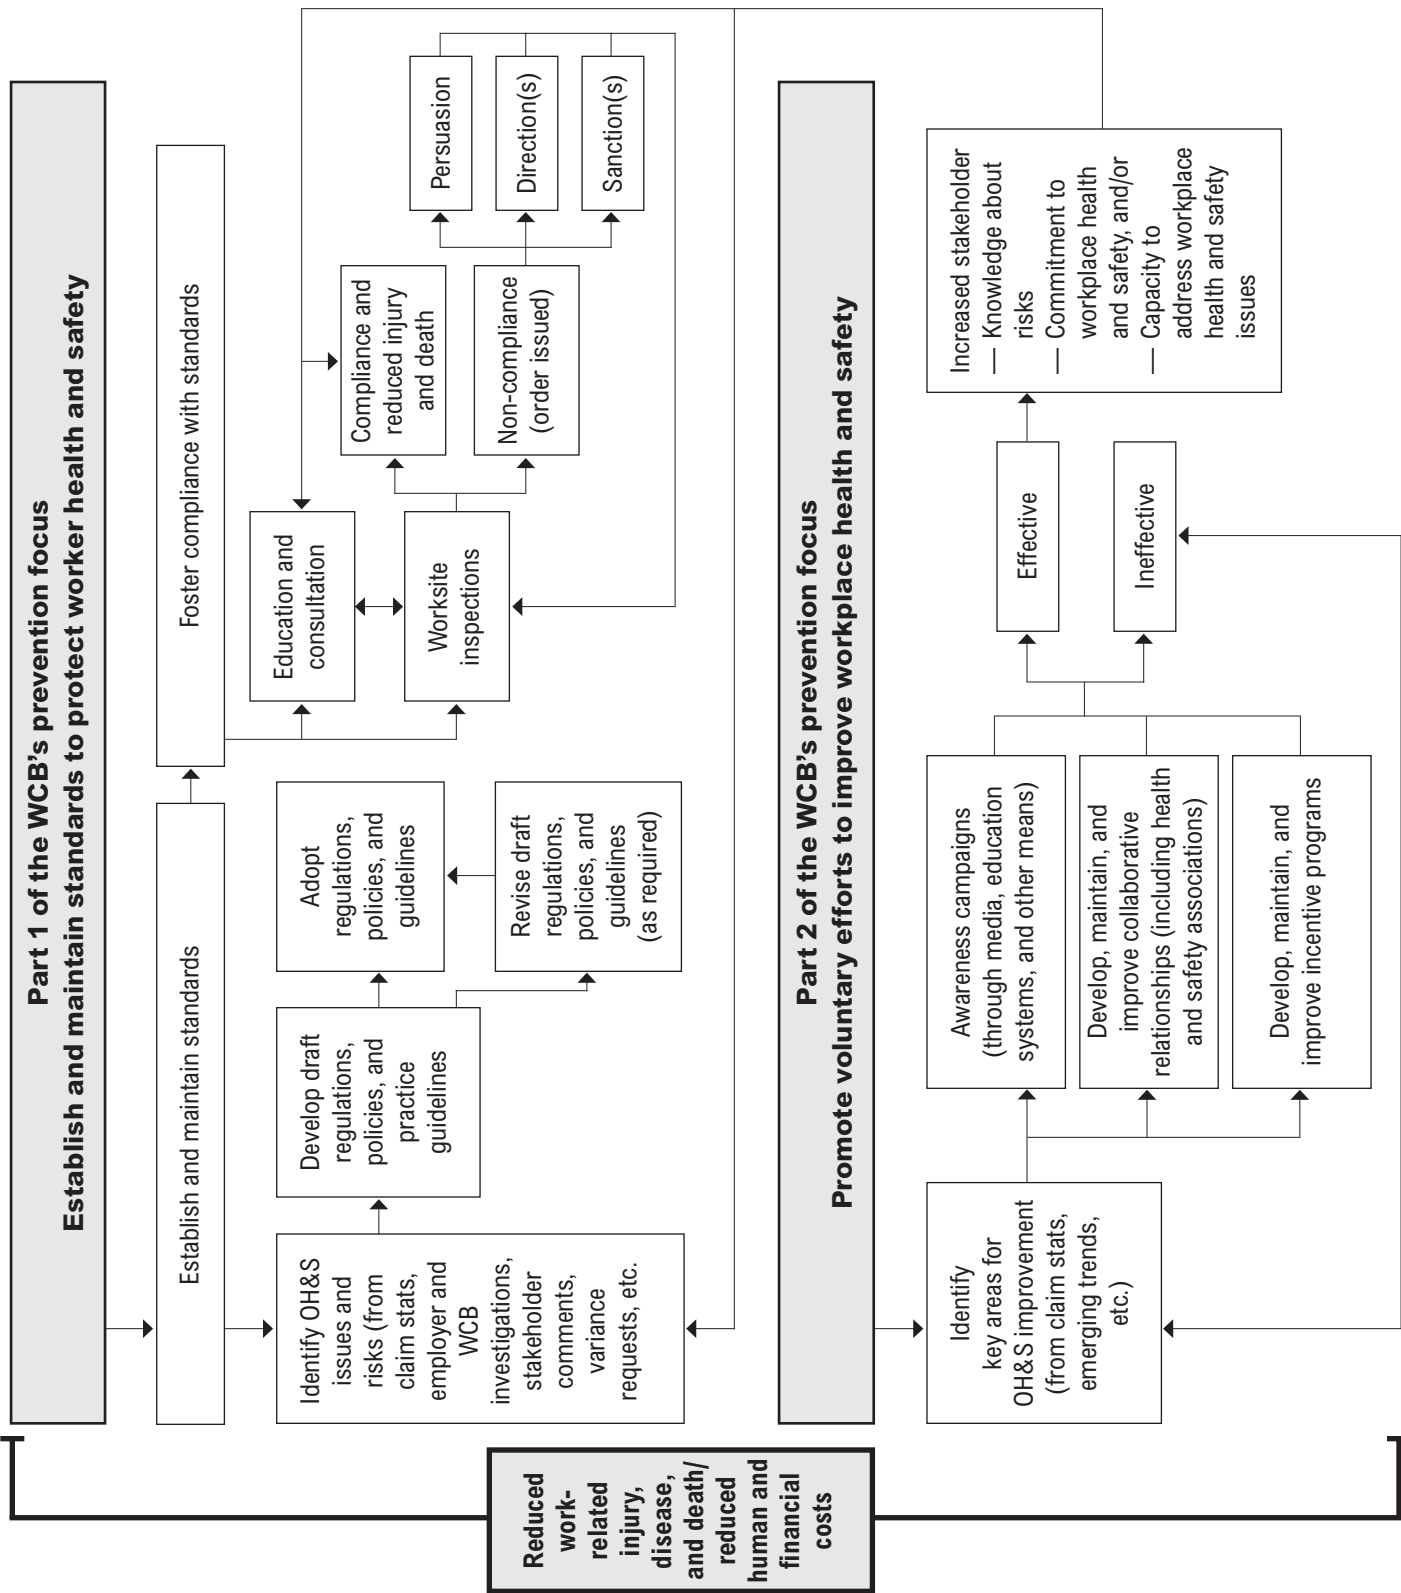 Reduced
work-
related
injury,
disease,
and death/
reduced
human and
financial
costs
Part 1 of the WCB's prevention focus
Establish and maintain standards to protect worker health and safety
Establish and maintain standards
Foster compliance with standards
Identify OH&S
issues and
risks (from
claim stats,
employer and
WCB
investigations,
stakeholder
comments,
variance
requests, etc.
Develop draft
regulations,
policies, and
practice
guidelines
Adopt
regulations,
policies, and
guidelines
Revise draft
regulations,
policies, and
guidelines
(as required)
Education and
consultation
Worksite
inspections
Compliance and
reduced injury
and death
Non-compliance
(order issued)
Persuasion
Direction(s)
Sanction(s)
Part 2 of the WCB's prevention focus
Promote voluntary efforts to improve workplace health and safety
Identify
key areas for
OH&S improvement
(from claim stats,
emerging trends,
etc.)
Awareness campaigns
(through media, education
systems, and other means)
Develop, maintain, and
improve collaborative
relationships (including health
and safety associations)
Develop, maintain, and
improve incentive programs
Effective
Ineffective
Increased stakeholder
— Knowledge about
risks
— Commitment to
workplace health
and safety, and/or
— Capacity to
address workplace
health and safety
issues